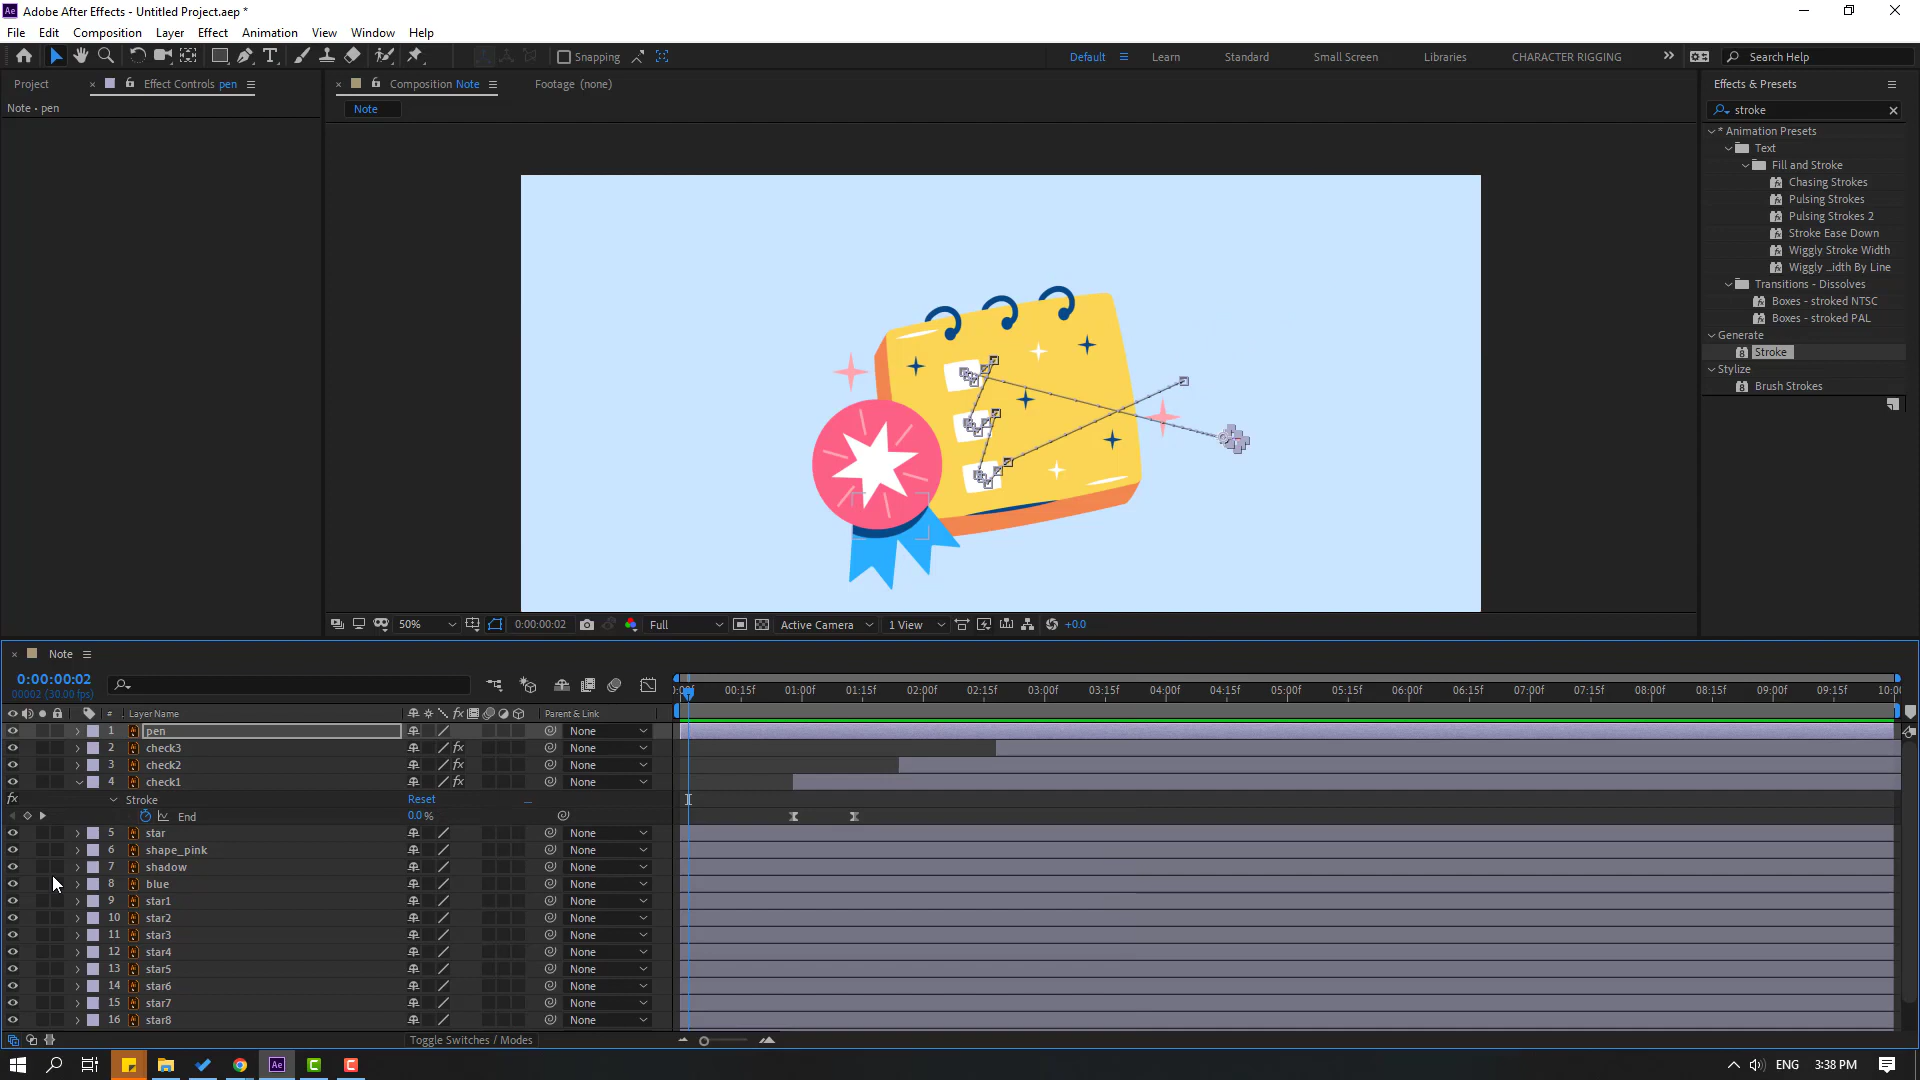 Adobe After Effects - Untitled Project.aep *
File Edit Composition Layer Effect Animation View Window Help
Snapping
Default Learn Standard Small Screen Libraries CHARACTER RIGGING Search Help
Project Effect Controls pen
Note • pen
Composition Note Footage (none)
Note
Effects & Presets
stroke
* Animation Presets
Text
Fill and Stroke
Chasing Strokes
Pulsing Strokes
Pulsing Strokes 2
Stroke Ease Down
Wiggly Stroke Width
Wiggly ...idth By Line
Transitions - Dissolves
Boxes - stroked NTSC
Boxes - stroked PAL
Generate
Stroke
Stylize
Brush Strokes
50% 0:00:00:02 Full Active Camera 1 View +0.0
Note
0:00:00:02
00002 (30.00 fps)
00:15f 01:00f 01:15f 02:00f 02:15f 03:00f 03:15f 04:00f 04:15f 05:00f 05:15f 06:00f 06:15f 07:00f 07:15f 08:00f 08:15f 09:00f 09:15f
# Layer Name Parent & Link
1 pen None
2 check3 None
3 check2 None
4 check1 None
Stroke Reset
End 0.0 %
5 star None
6 shape_pink None
7 shadow None
8 blue None
9 star1 None
10 star2 None
11 star3 None
12 star4 None
13 star5 None
14 star6 None
15 star7 None
16 star8 None
Toggle Switches / Modes
ENG 3:38 PM